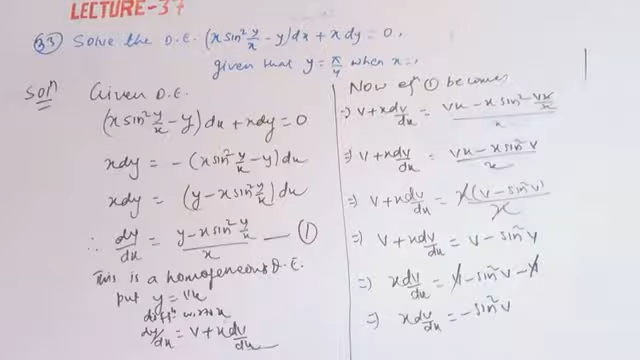 LECTURE-37
(33) Solve the D.E. (x sin² y/x - y)dx + x dy = 0,
given that y = π/4 when x = 1
Soln Given D.E.
(x sin² y/x - y)dx + xdy = 0
xdy = -(x sin² y/x - y)dx
xdy = (y - x sin² y/x)dx
∴ dy/dx = (y - x sin² y/x)/x — (1)
This is a homogeneous D.E.
put y = vx
diffn w.r.to x
dy/dx = v + x dv/dx
Now eqn (1) becomes
⇒ v + x dv/dx = (vx - x sin² vx/x)/x
⇒ v + x dv/dx = (vx - x sin² v)/x
⇒ v + x dv/dx = x(v - sin² v)/x
⇒ v + x dv/dx = v - sin² v
⇒ x dv/dx = v - sin² v - v
⇒ x dv/dx = - sin² v